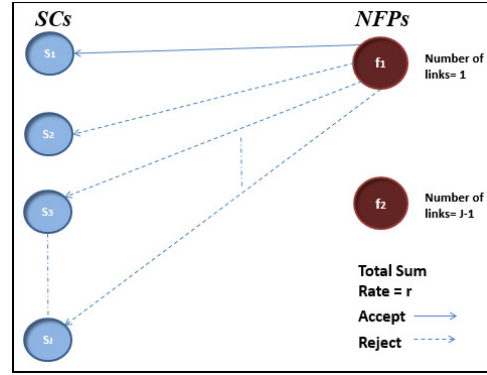 SCs NFPs
S1 f1 Number of
links= 1
S2
S3 f2 Number of
links= J-1
Total Sum
Rate = r
Accept
SJ Reject